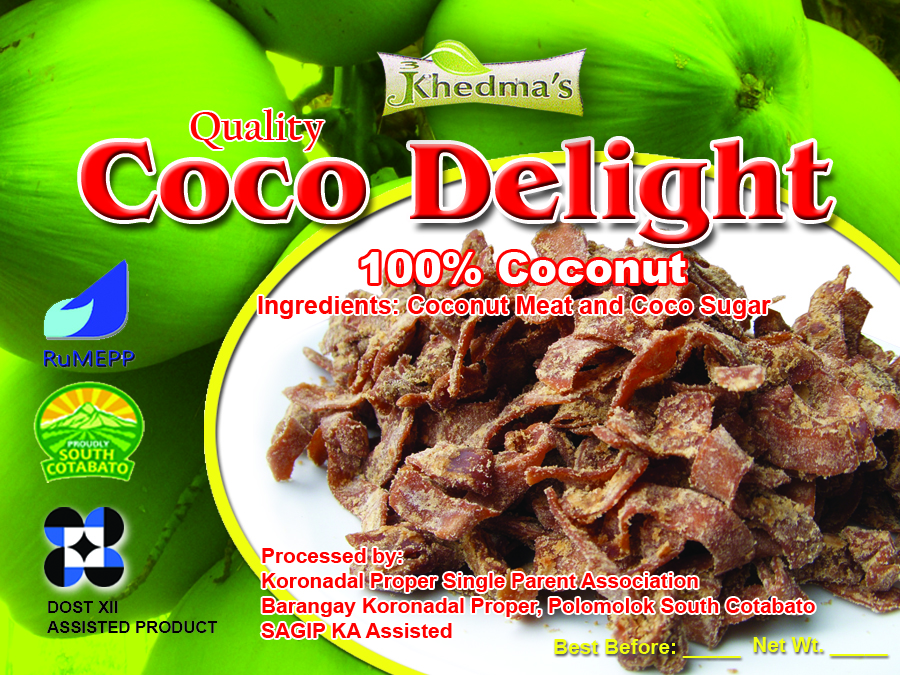 3
JKhedma's
Quality
Coco Delight
100% Coconut
Ingredients: Coconut Meat and Coco Sugar
RuMEPP
PROUDLY
SOUTH
COTABATO
DOST XII
ASSISTED PRODUCT
Processed by:
Koronadal Proper Single Parent Association
Barangay Koronadal Proper, Polomolok South Cotabato
SAGIP KA Assisted
Best Before: _____ Net Wt. _____